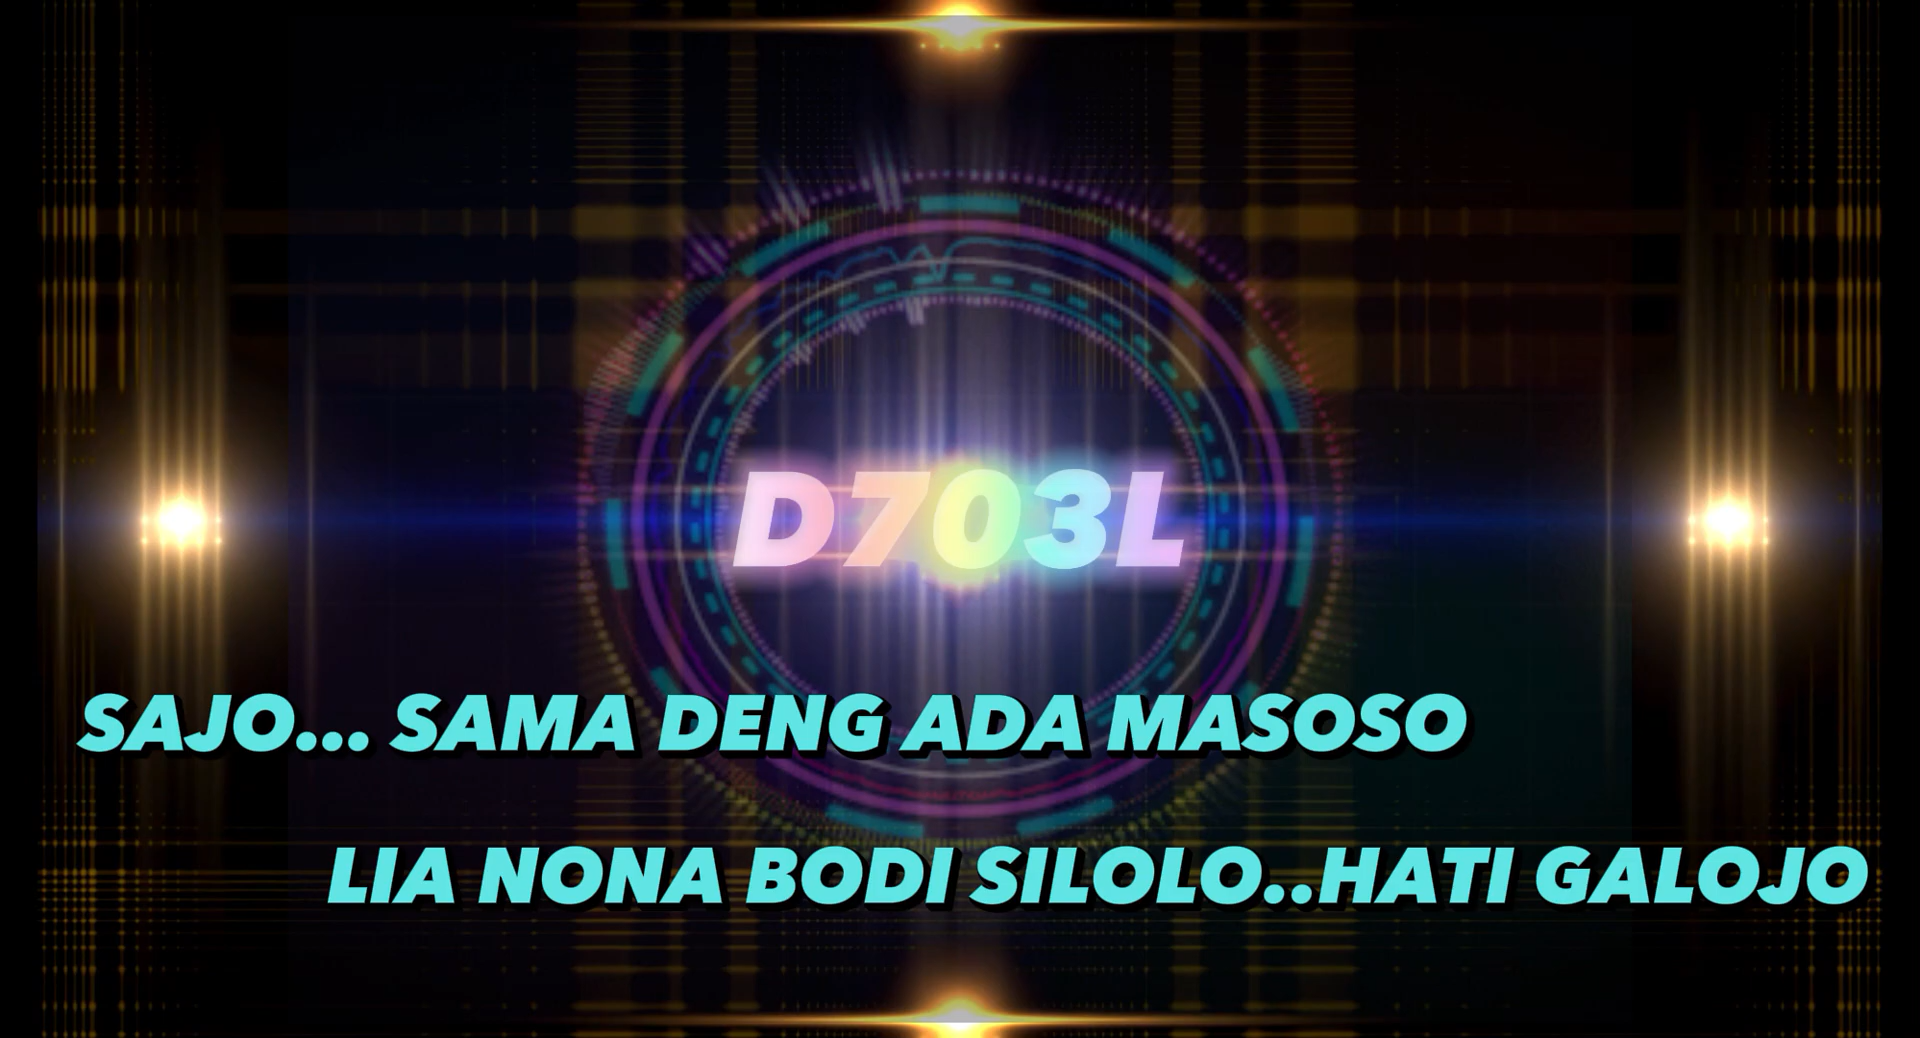 D703L
SAJO... SAMA DENG ADA MASOSO
LIA NONA BODI SILOLO..HATI GALOJO